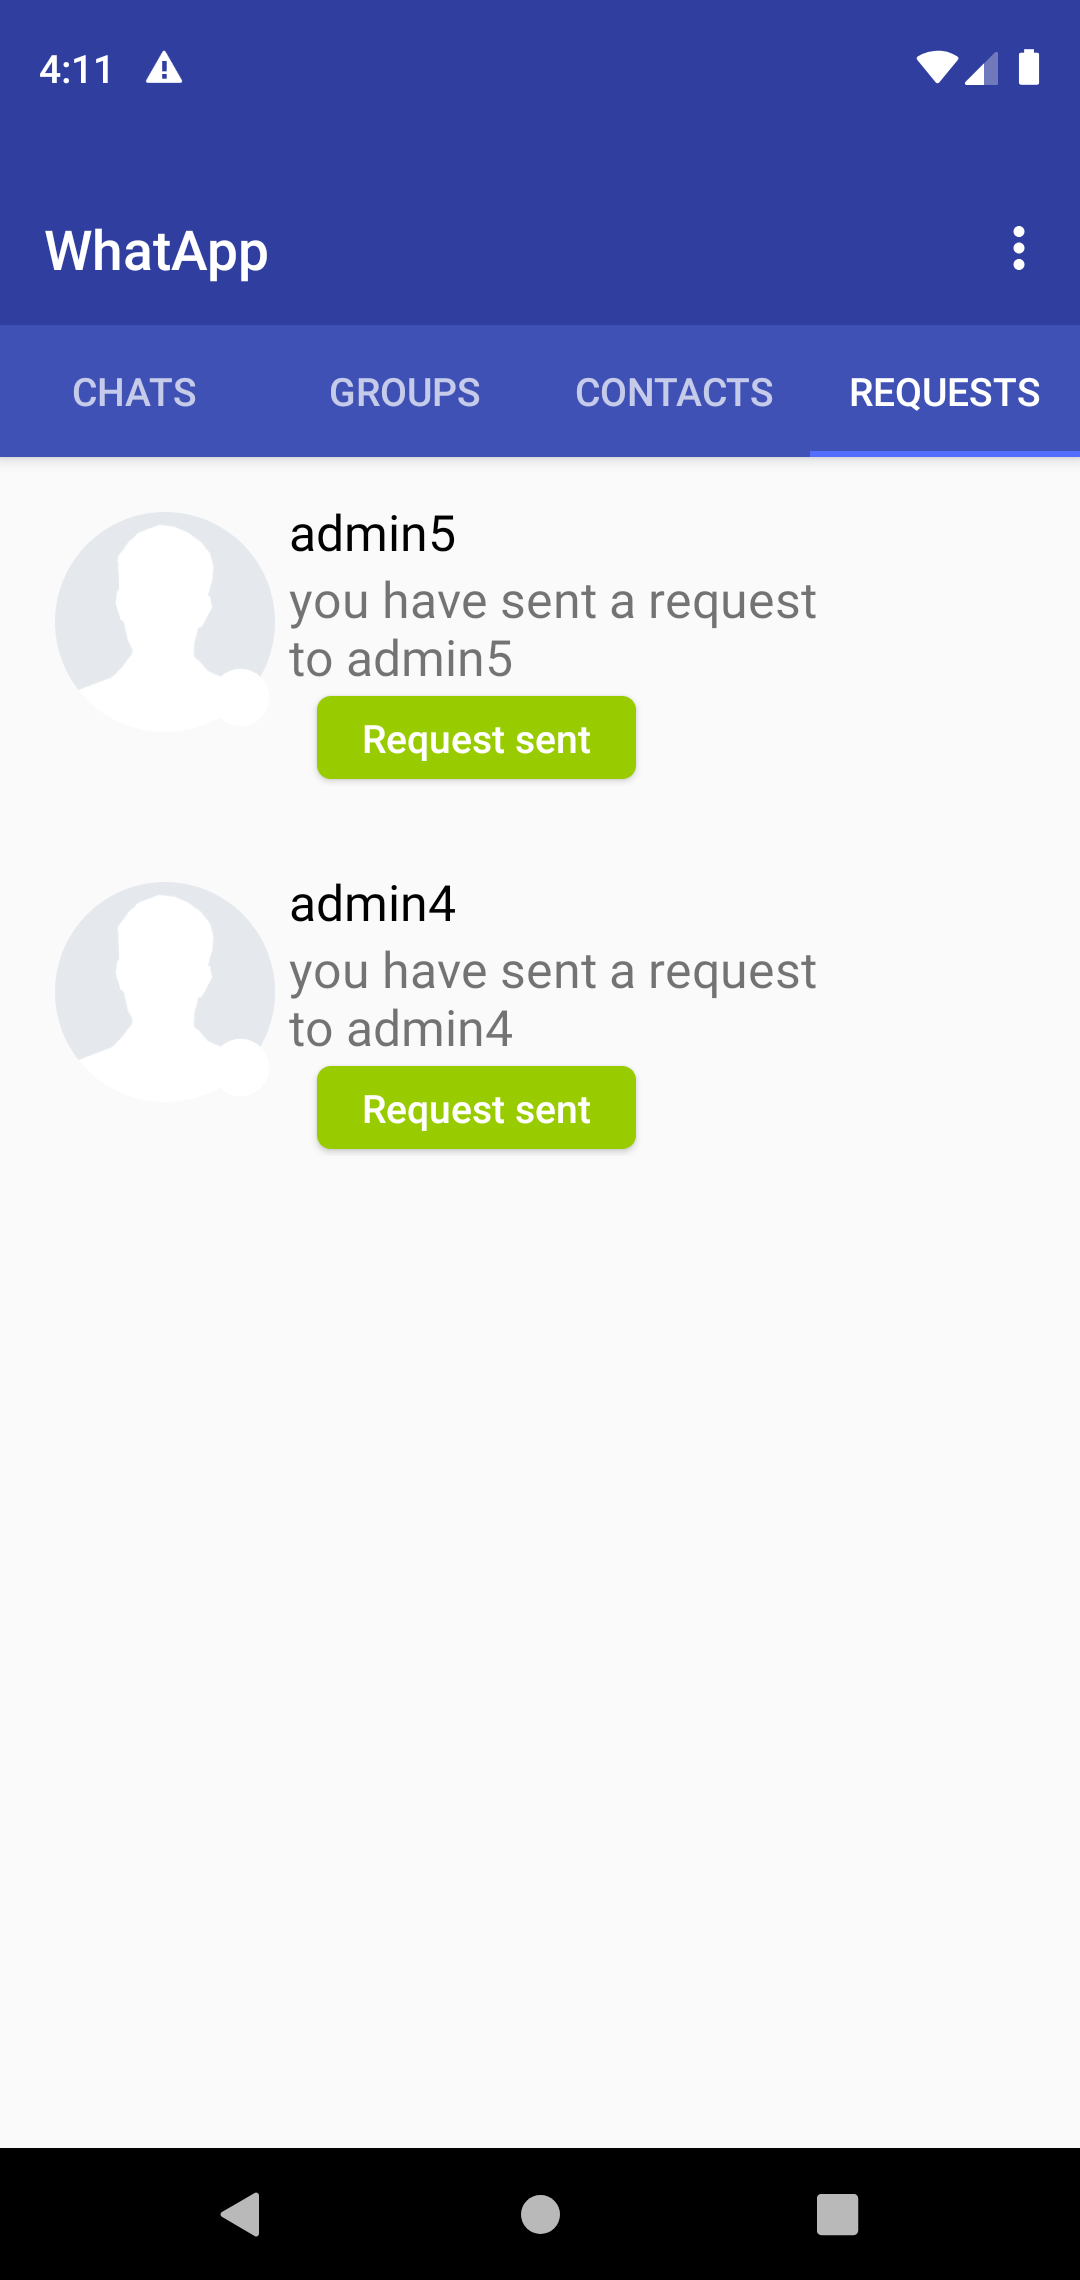 4:11
WhatApp
CHATS GROUPS CONTACTS REQUESTS
admin5
you have sent a request
to admin5
Request sent
admin4
you have sent a request
to admin4
Request sent